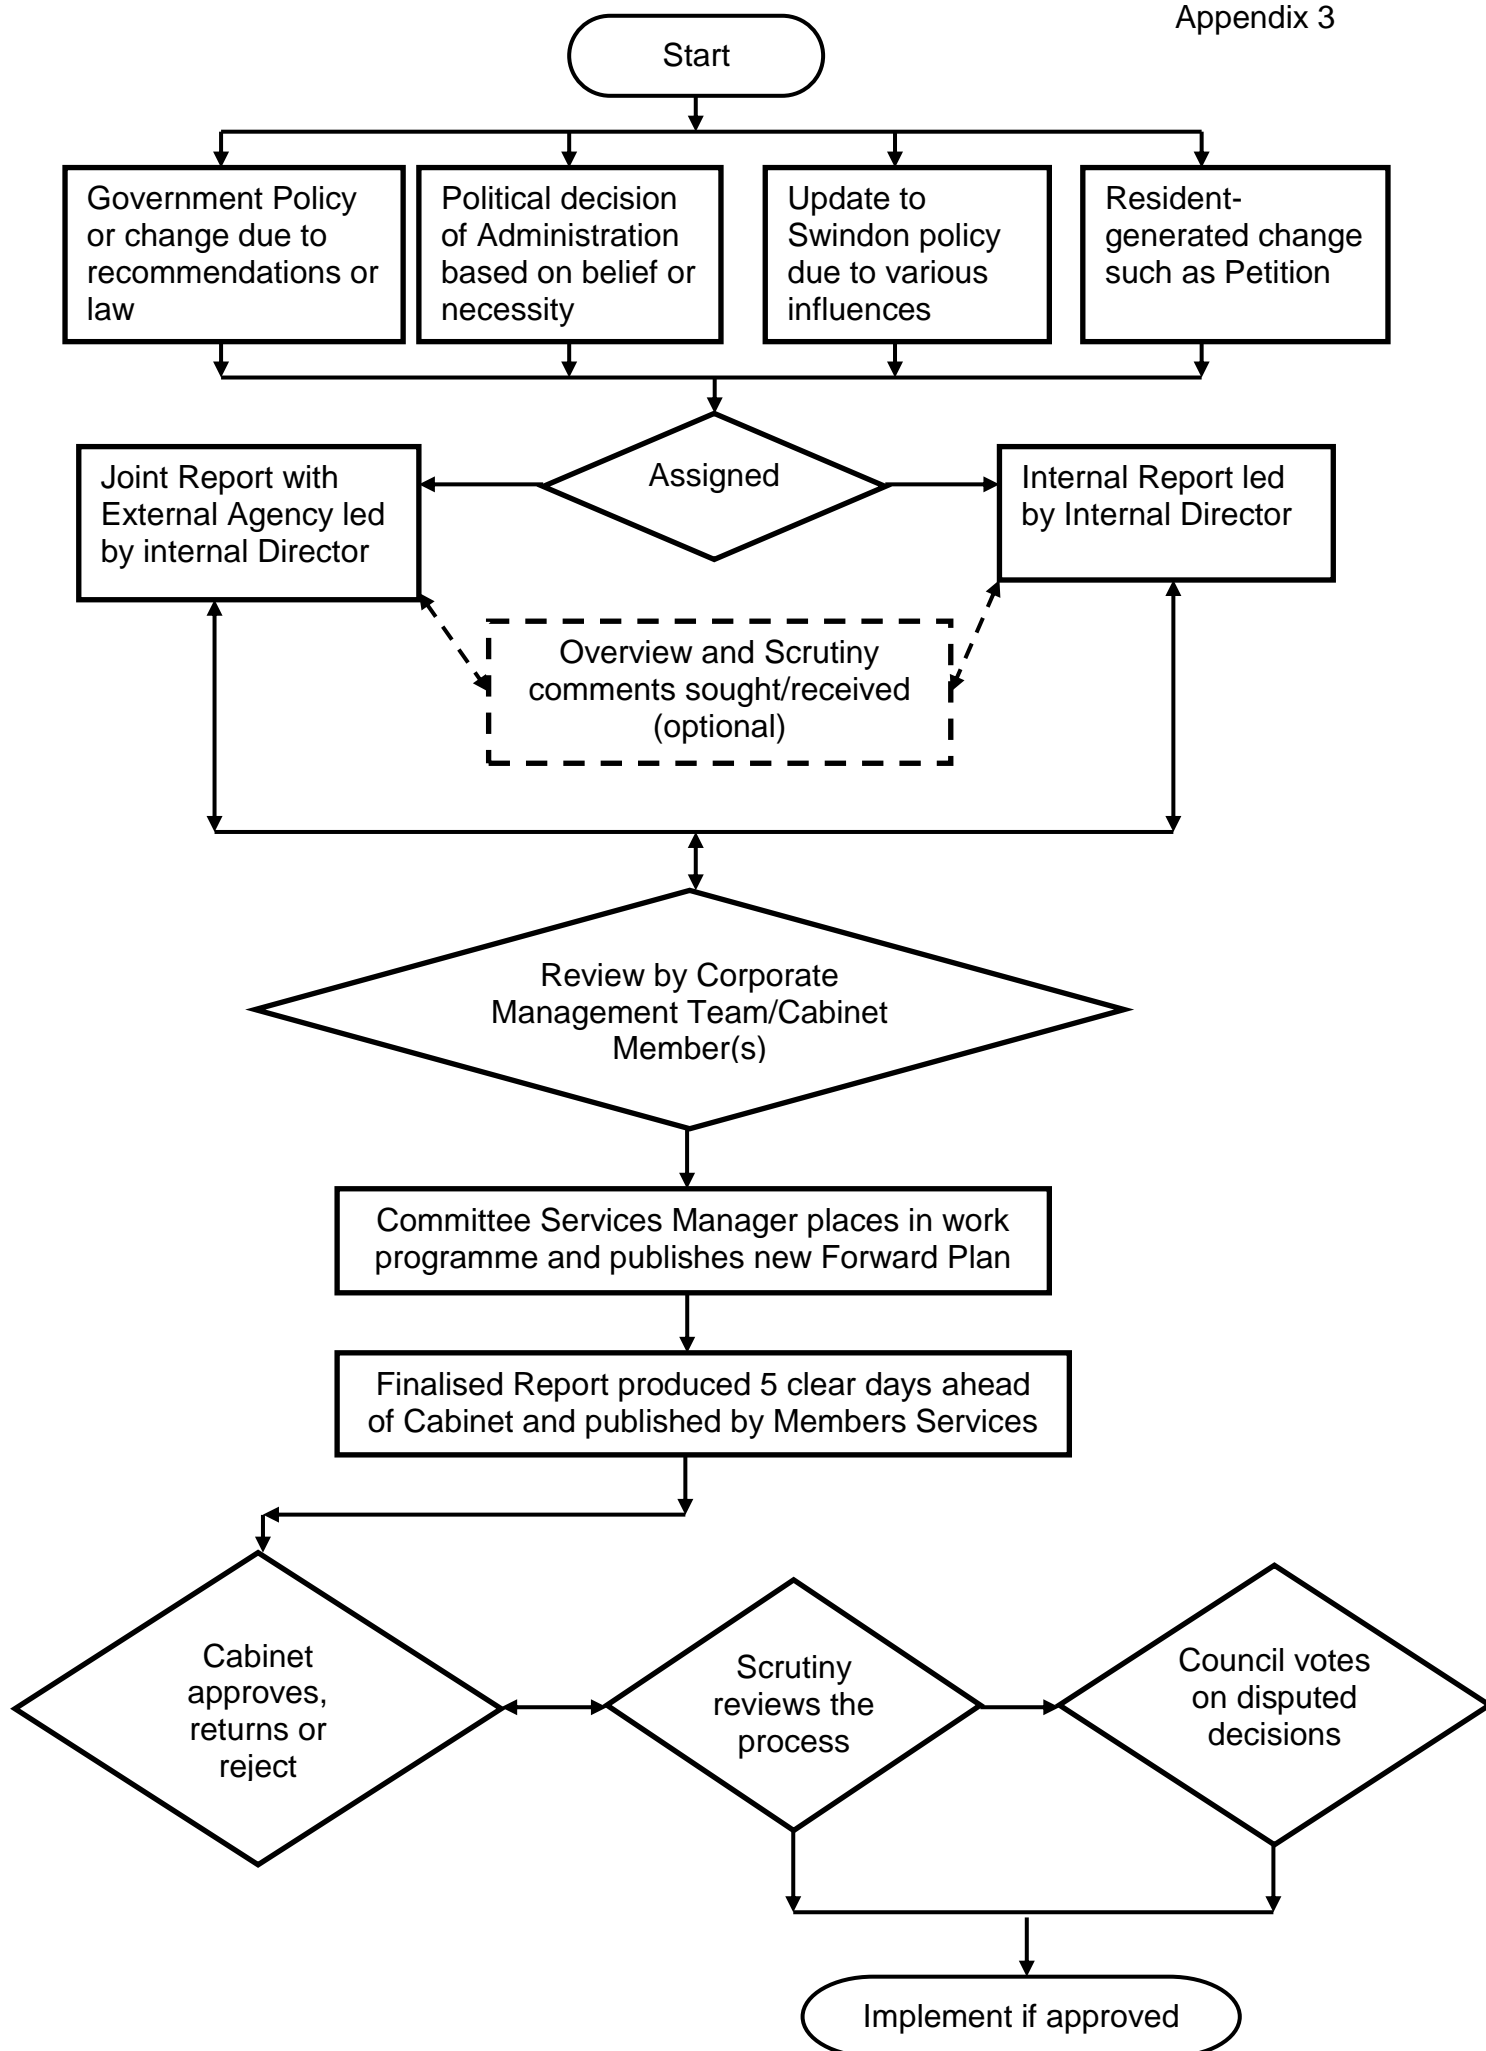 Appendix 3
Start
Government Policy
or change due to
recommendations or
law
Political decision
of Administration
based on belief or
necessity
Update to
Swindon policy
due to various
influences
Resident-
generated change
such as Petition
Joint Report with
External Agency led
by internal Director
Assigned
Internal Report led
by Internal Director
Overview and Scrutiny
comments sought/received
(optional)
Review by Corporate
Management Team/Cabinet
Member(s)
Committee Services Manager places in work
programme and publishes new Forward Plan
Finalised Report produced 5 clear days ahead
of Cabinet and published by Members Services
Cabinet
approves,
returns or
reject
Scrutiny
reviews the
process
Council votes
on disputed
decisions
Implement if approved